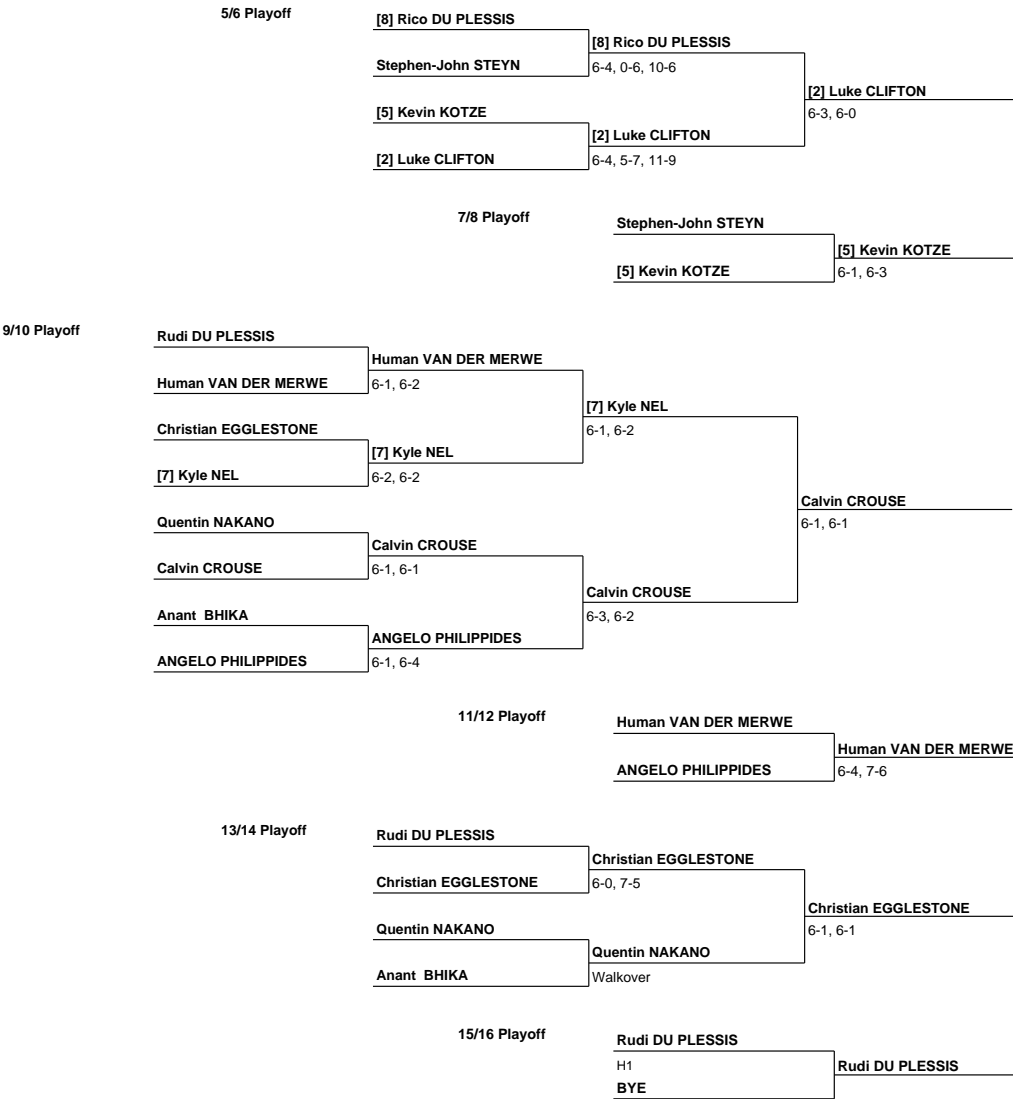 5/6 Playoff
[8] Rico DU PLESSIS
[8] Rico DU PLESSIS
Stephen-John STEYN
6-4, 0-6, 10-6
[2] Luke CLIFTON
[5] Kevin KOTZE
6-3, 6-0
[2] Luke CLIFTON
[2] Luke CLIFTON
6-4, 5-7, 11-9
7/8 Playoff
Stephen-John STEYN
[5] Kevin KOTZE
[5] Kevin KOTZE
6-1, 6-3
9/10 Playoff
Rudi DU PLESSIS
Human VAN DER MERWE
Human VAN DER MERWE
6-1, 6-2
[7] Kyle NEL
Christian EGGLESTONE
6-1, 6-2
[7] Kyle NEL
[7] Kyle NEL
6-2, 6-2
Calvin CROUSE
Quentin NAKANO
6-1, 6-1
Calvin CROUSE
Calvin CROUSE
6-1, 6-1
Calvin CROUSE
Anant  BHIKA
6-3, 6-2
ANGELO PHILIPPIDES
ANGELO PHILIPPIDES
6-1, 6-4
11/12 Playoff
Human VAN DER MERWE
Human VAN DER MERWE
ANGELO PHILIPPIDES
6-4, 7-6
13/14 Playoff
Rudi DU PLESSIS
Christian EGGLESTONE
Christian EGGLESTONE
6-0, 7-5
Christian EGGLESTONE
Quentin NAKANO
6-1, 6-1
Quentin NAKANO
Anant  BHIKA
Walkover
15/16 Playoff
Rudi DU PLESSIS
H1
Rudi DU PLESSIS
BYE